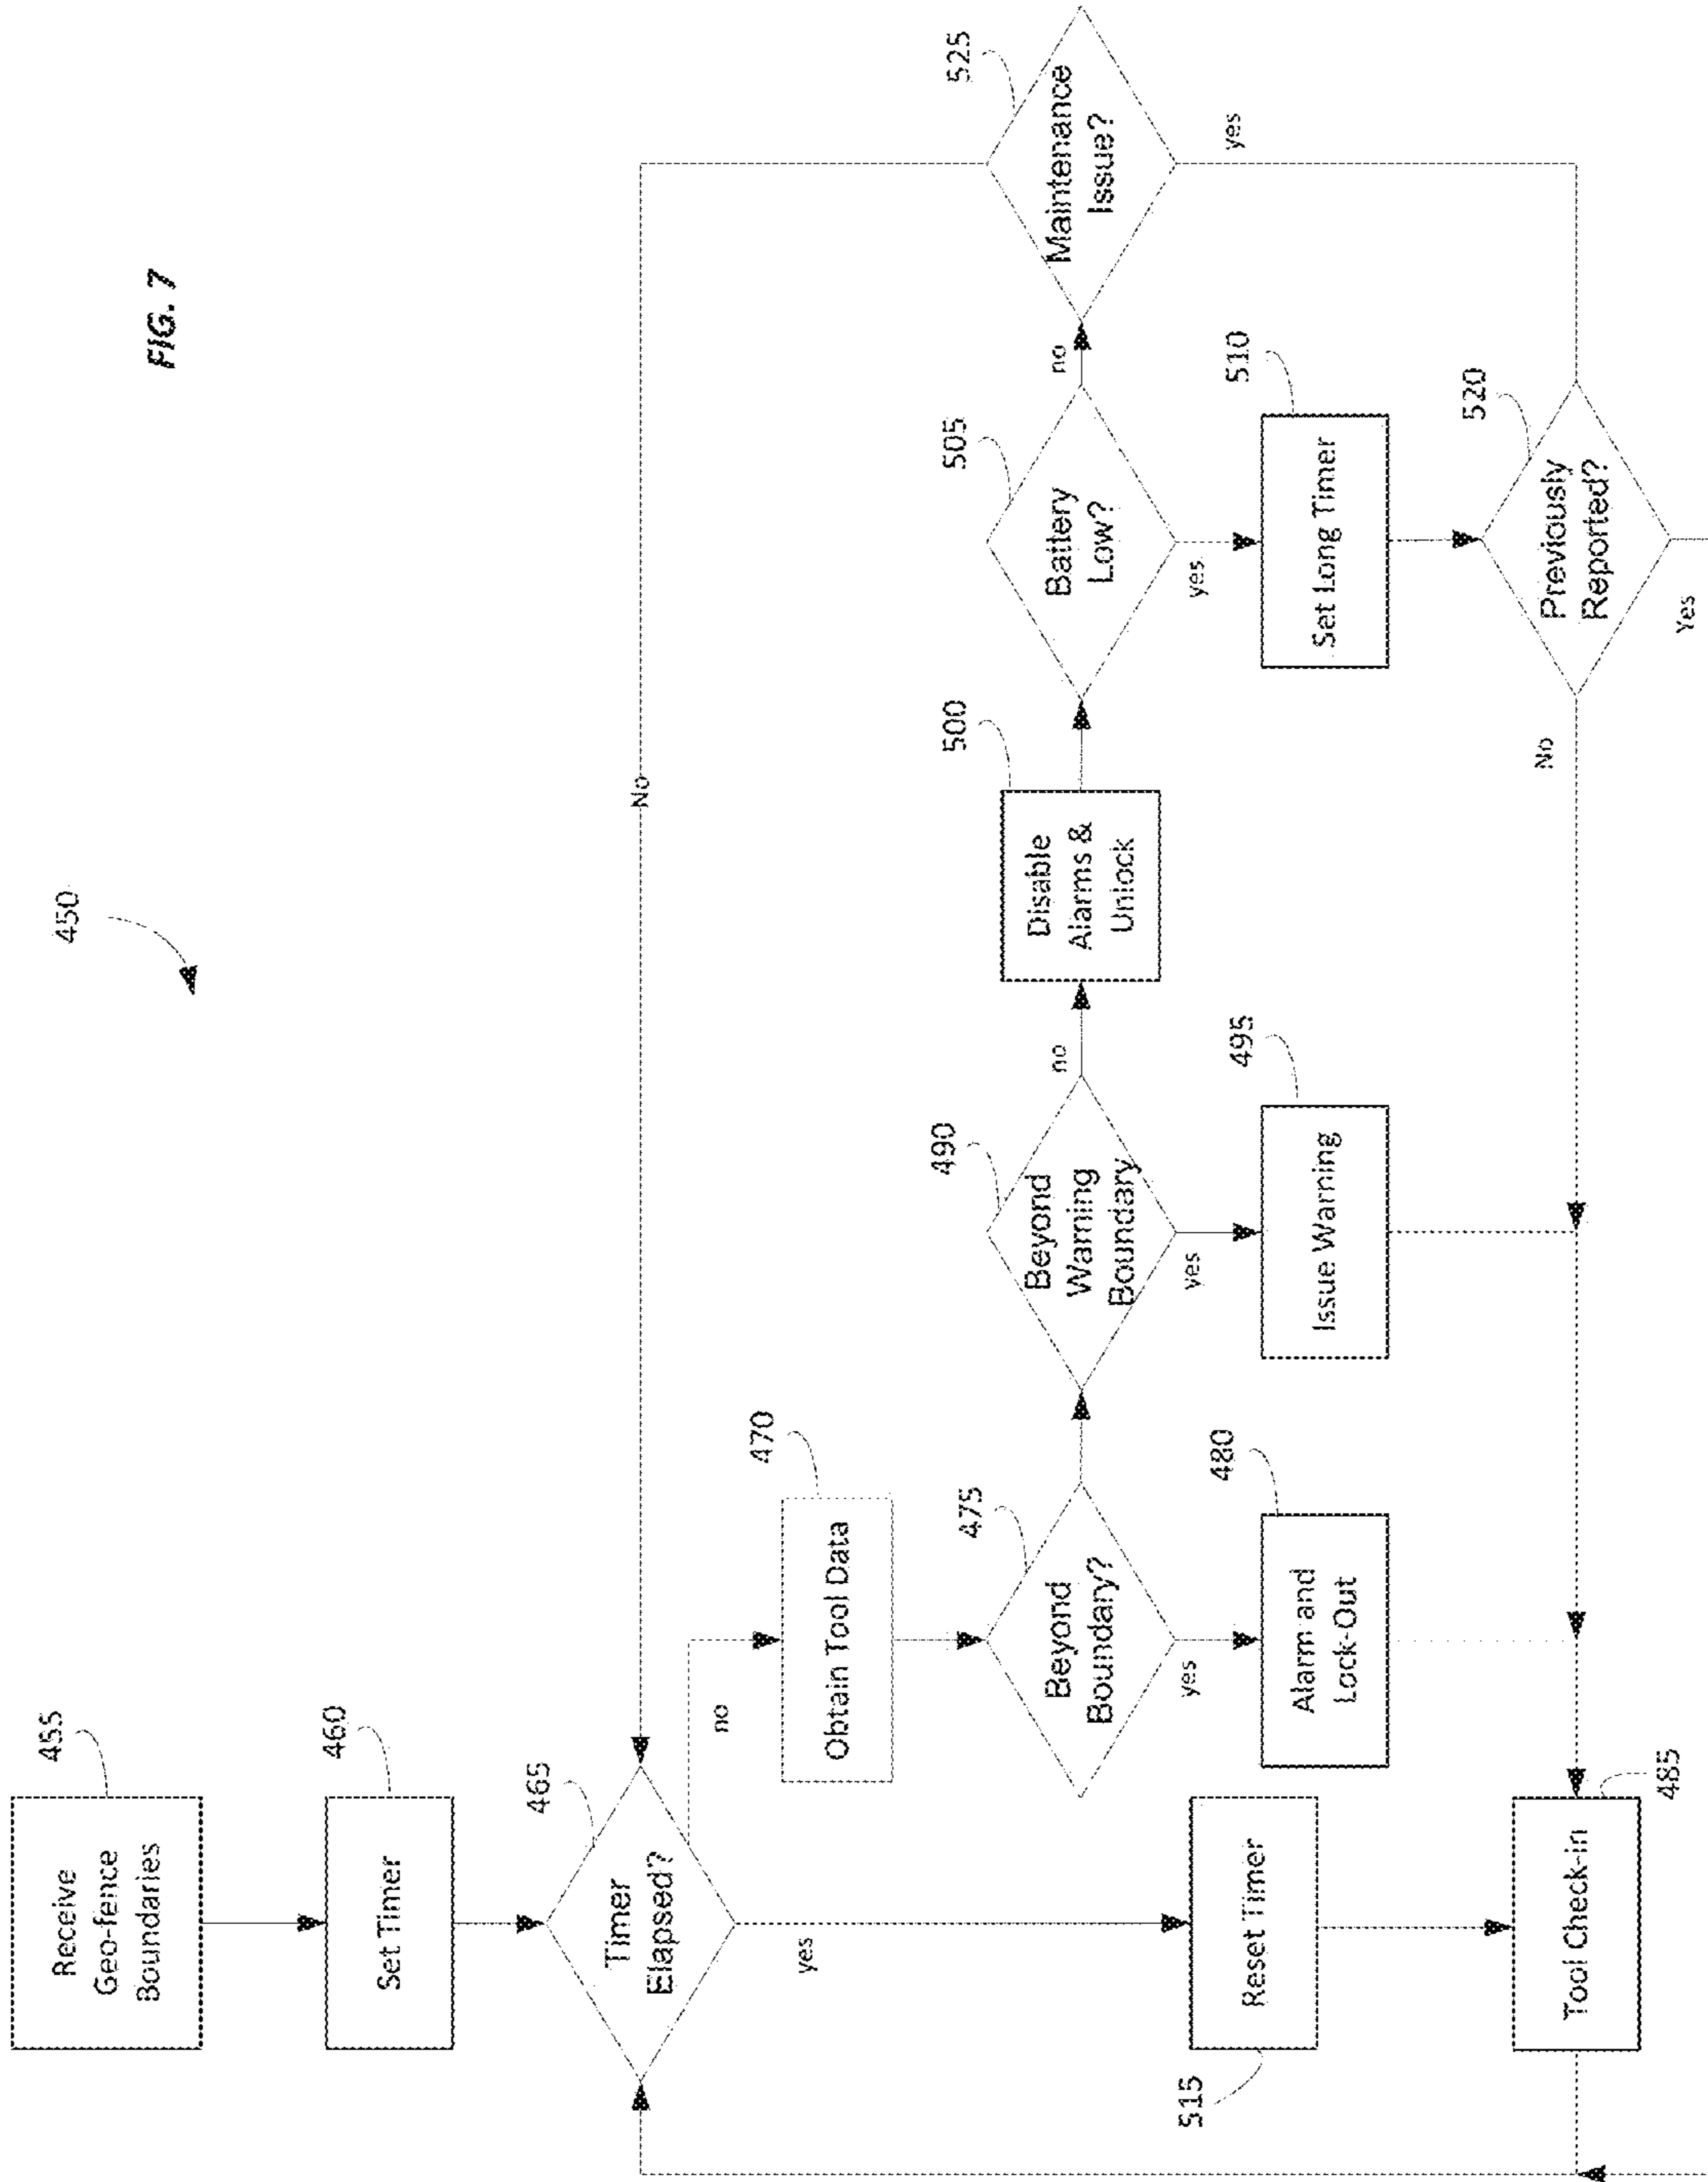 FIG. 7
450
455
Receive
Geo-fence
Boundaries
460
Set Timer
465
Timer
Elapsed?
No
no
yes
470
Obtain Tool Data
475
Beyond
Boundary?
yes
480
Alarm and
Lock-Out
490
Beyond
Warning
Boundary
no
yes
495
Issue Warning
500
Disable
Alarms &
Unlock
505
Battery
Low?
no
yes
510
Set Long Timer
525
Maintenance
Issue?
yes
520
Previously
Reported?
No
Yes
515
Reset Timer
485
Tool Check-in